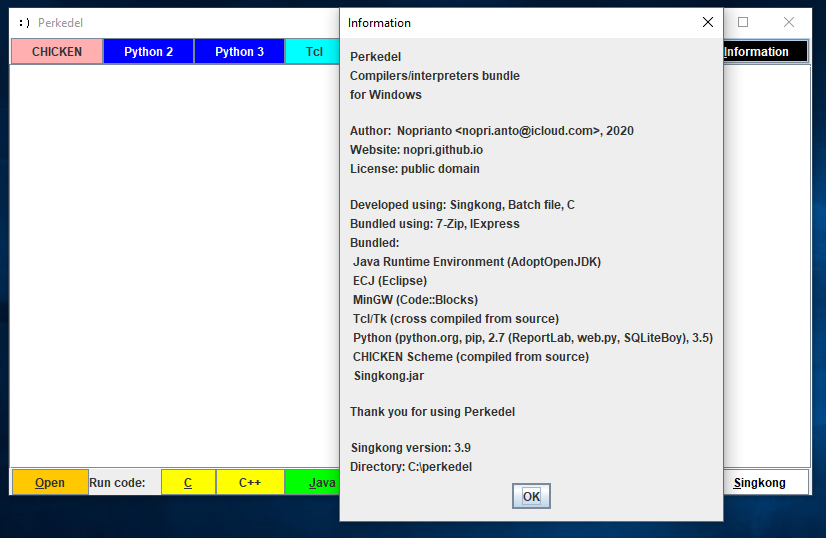 :) Perkedel
Information
CHICKEN
Python 2
Python 3
Tcl
Information
Perkedel
Compilers/interpreters bundle
for Windows
Author: Noprianto <nopri.anto@icloud.com>, 2020
Website: nopri.github.io
License: public domain
Developed using: Singkong, Batch file, C
Bundled using: 7-Zip, IExpress
Bundled:
Java Runtime Environment (AdoptOpenJDK)
ECJ (Eclipse)
MinGW (Code::Blocks)
Tcl/Tk (cross compiled from source)
Python (python.org, pip, 2.7 (ReportLab, web.py, SQLiteBoy), 3.5)
CHICKEN Scheme (compiled from source)
Singkong.jar
Thank you for using Perkedel
Singkong version: 3.9
Directory: C:\perkedel
OK
Open
Run code:
C
C++
Java
Singkong